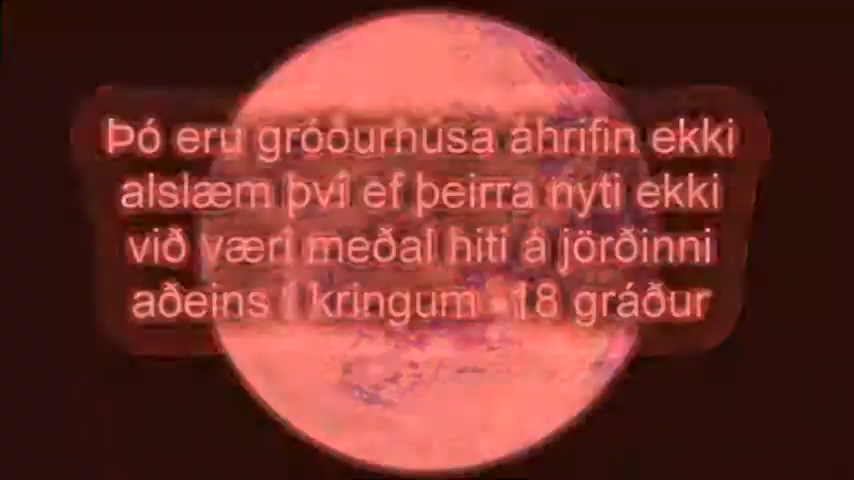 Þó eru gróðurhúsa áhrifin ekki
alslæm því ef þeirra nyti ekki
við væri meðal hiti á jörðinni
aðeins í kringum -18 gráður